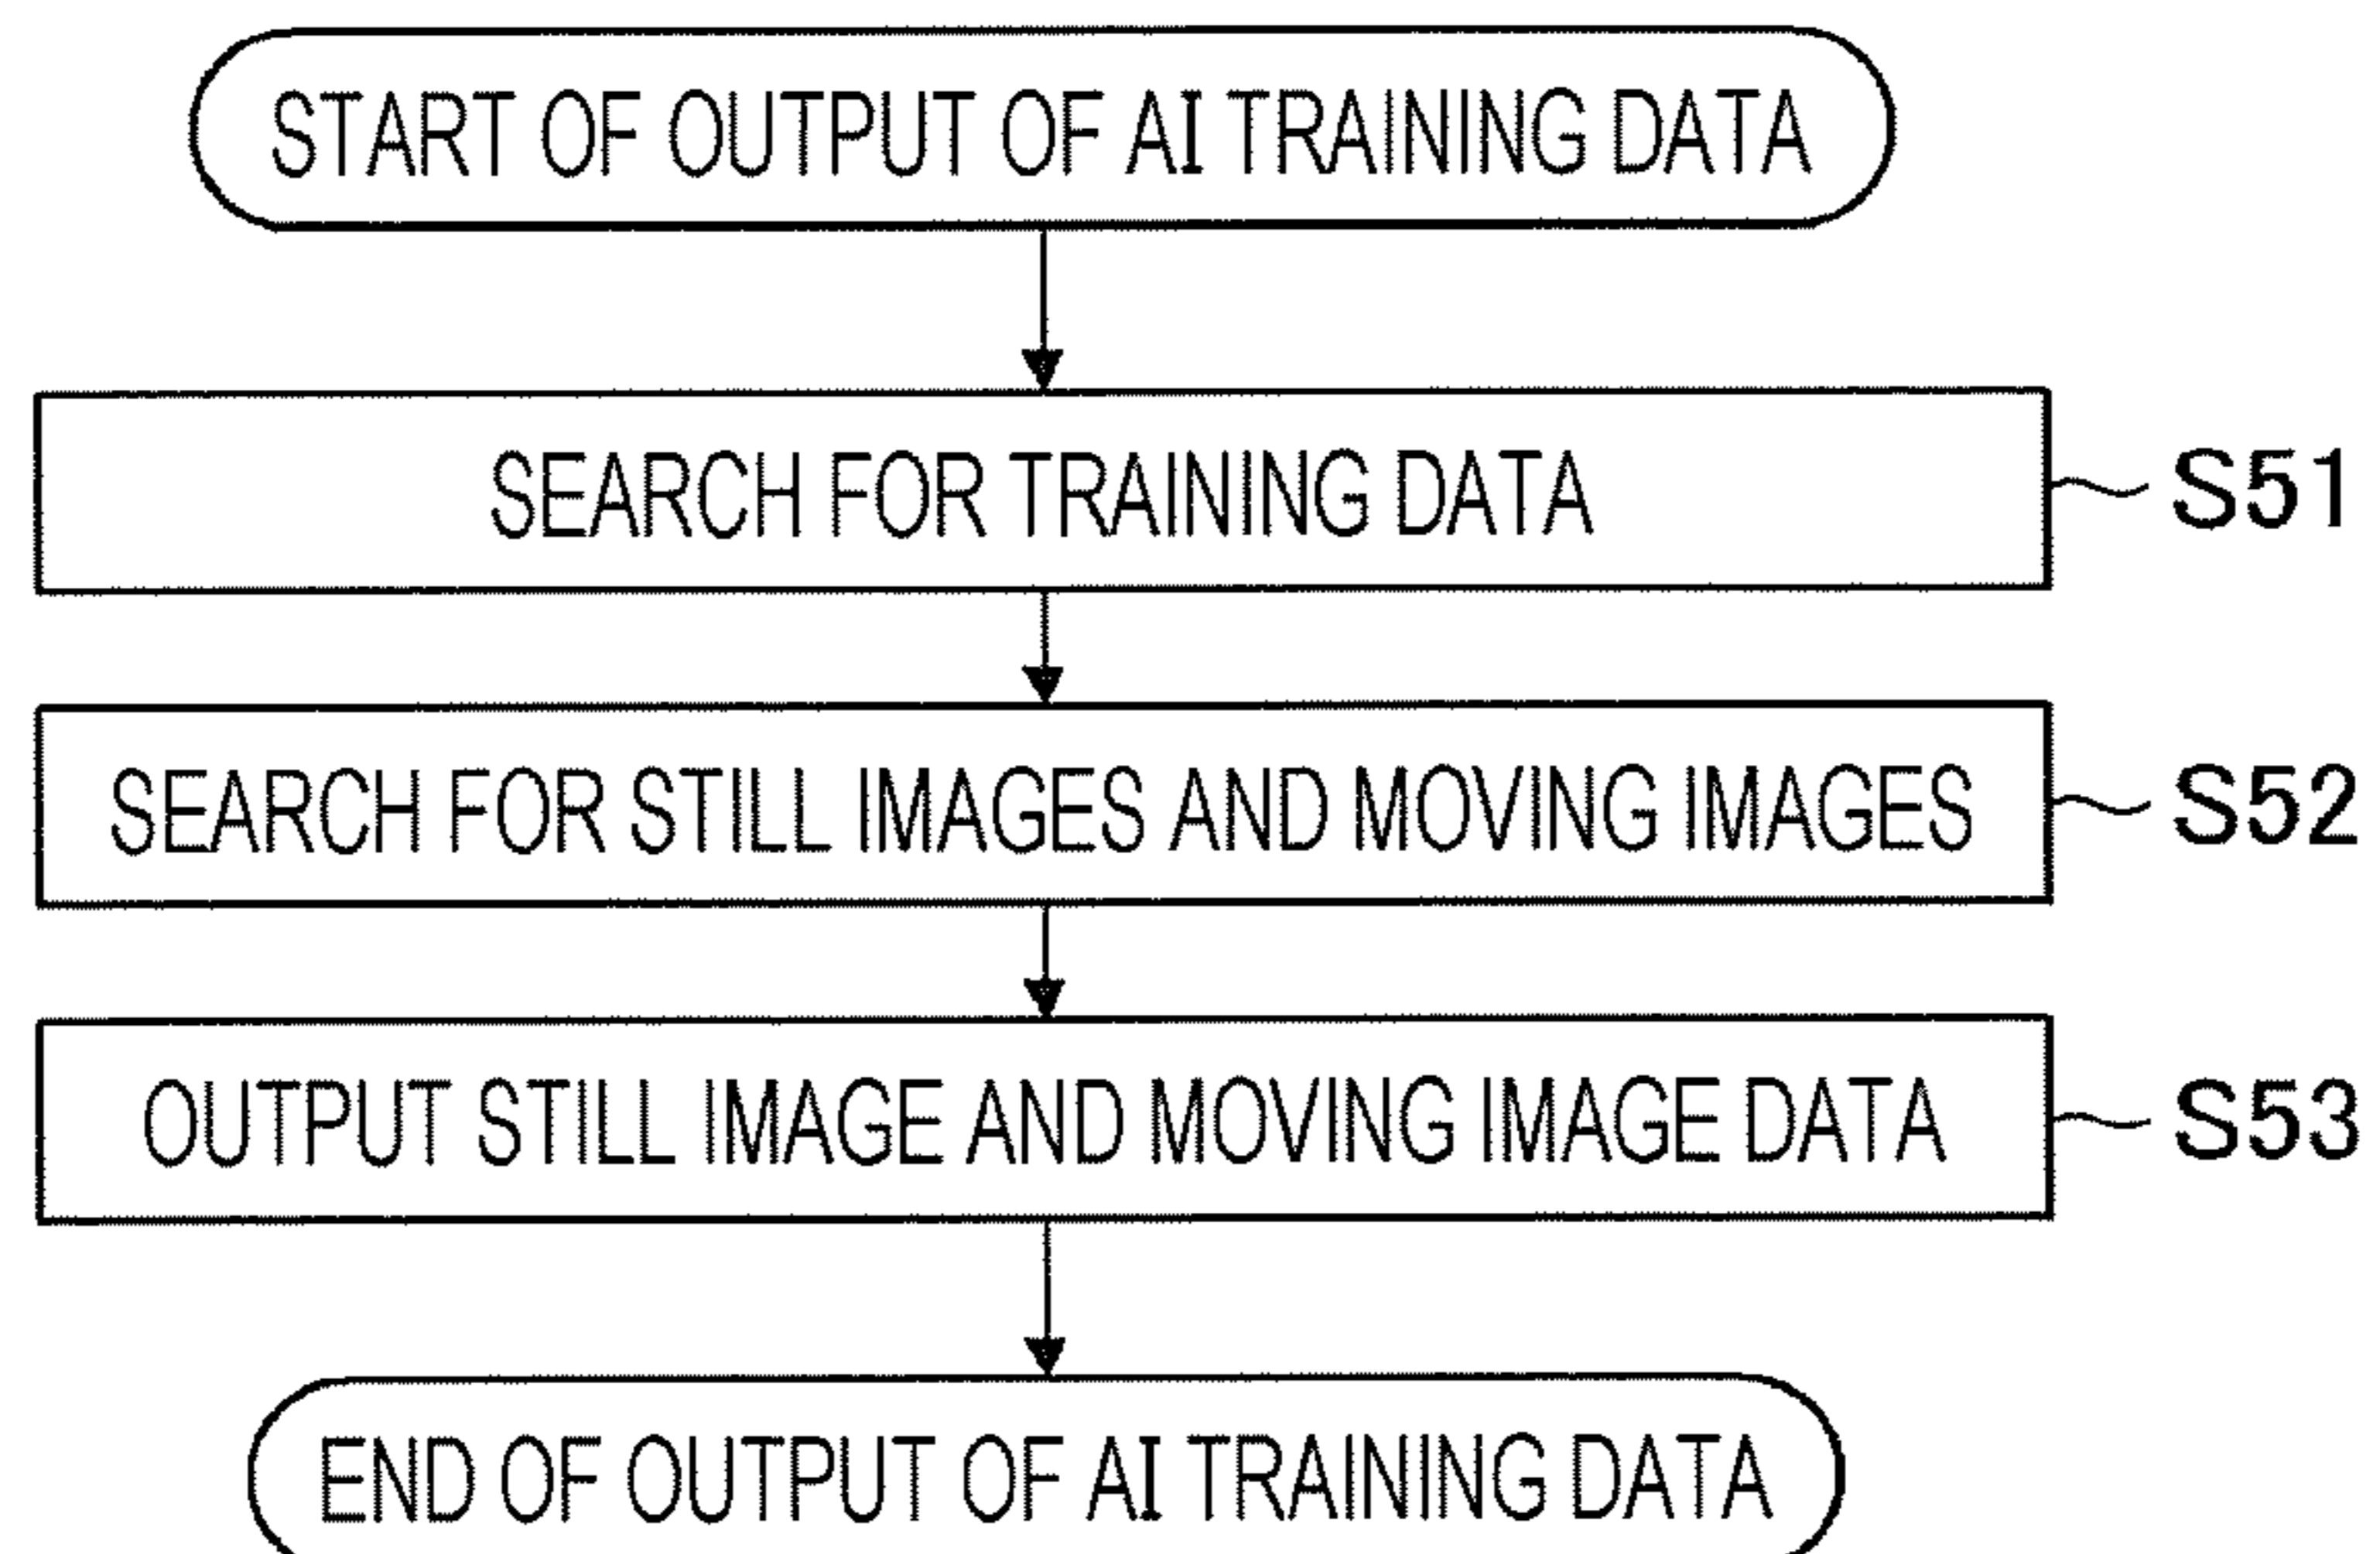 START OF OUTPUT OF AI TRAINING DATA
SEARCH FOR TRAINING DATA
S51
SEARCH FOR STILL IMAGES AND MOVING IMAGES
S52
OUTPUT STILL IMAGE AND MOVING IMAGE DATA
S53
END OF OUTPUT OF AI TRAINING DATA